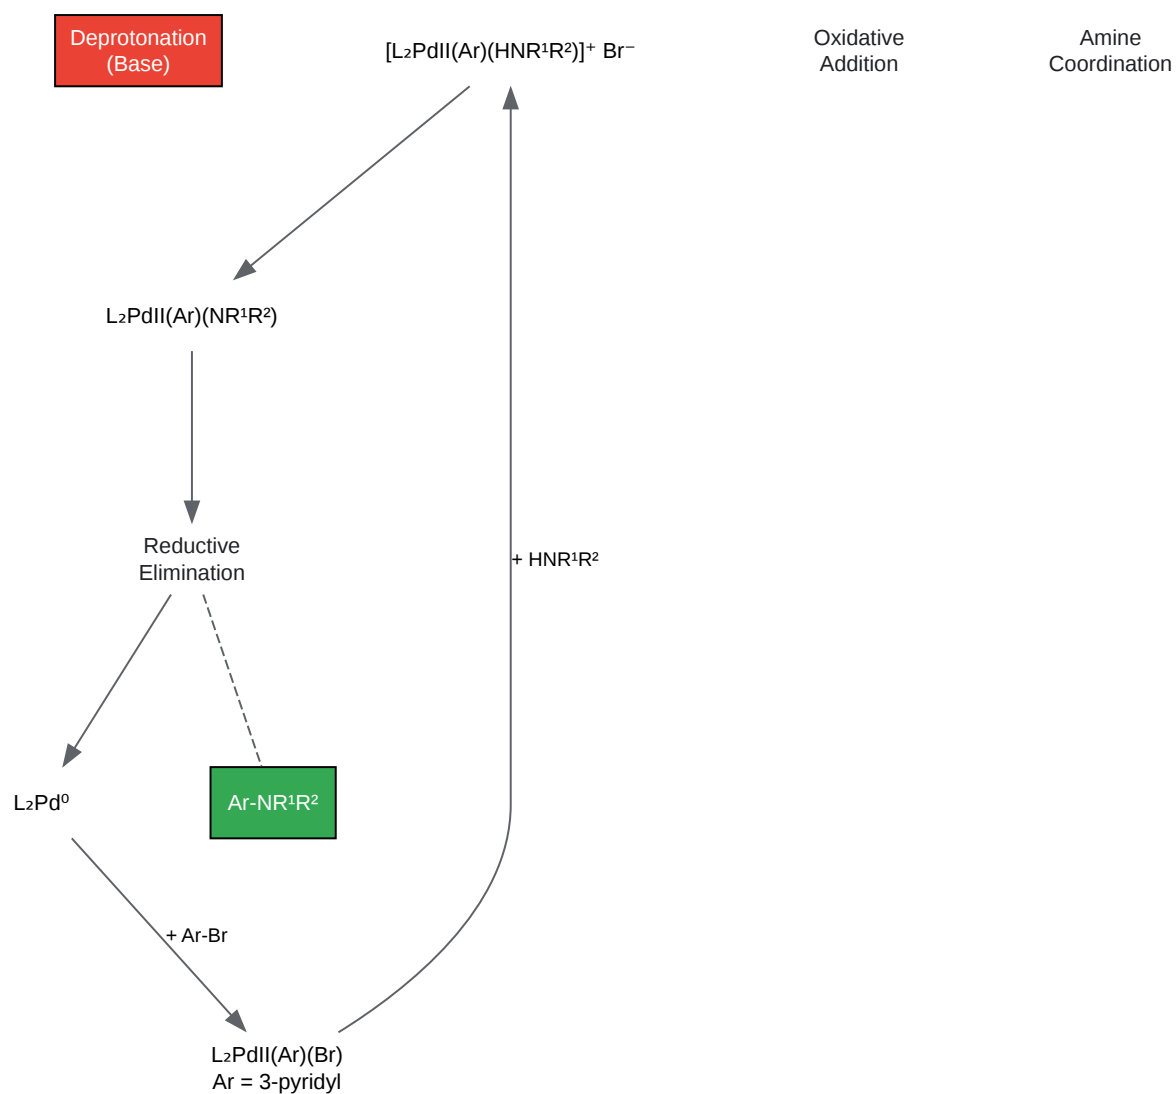 Deprotonation
(Base)
[L₂PdII(Ar)(HNR¹R²)]⁺ Br⁻
Oxidative
Addition
Amine
Coordination
L₂PdII(Ar)(NR¹R²)
Reductive
Elimination
+ HNR¹R²
L₂Pd⁰
Ar-NR¹R²
+ Ar-Br
L₂PdII(Ar)(Br)
Ar = 3-pyridyl